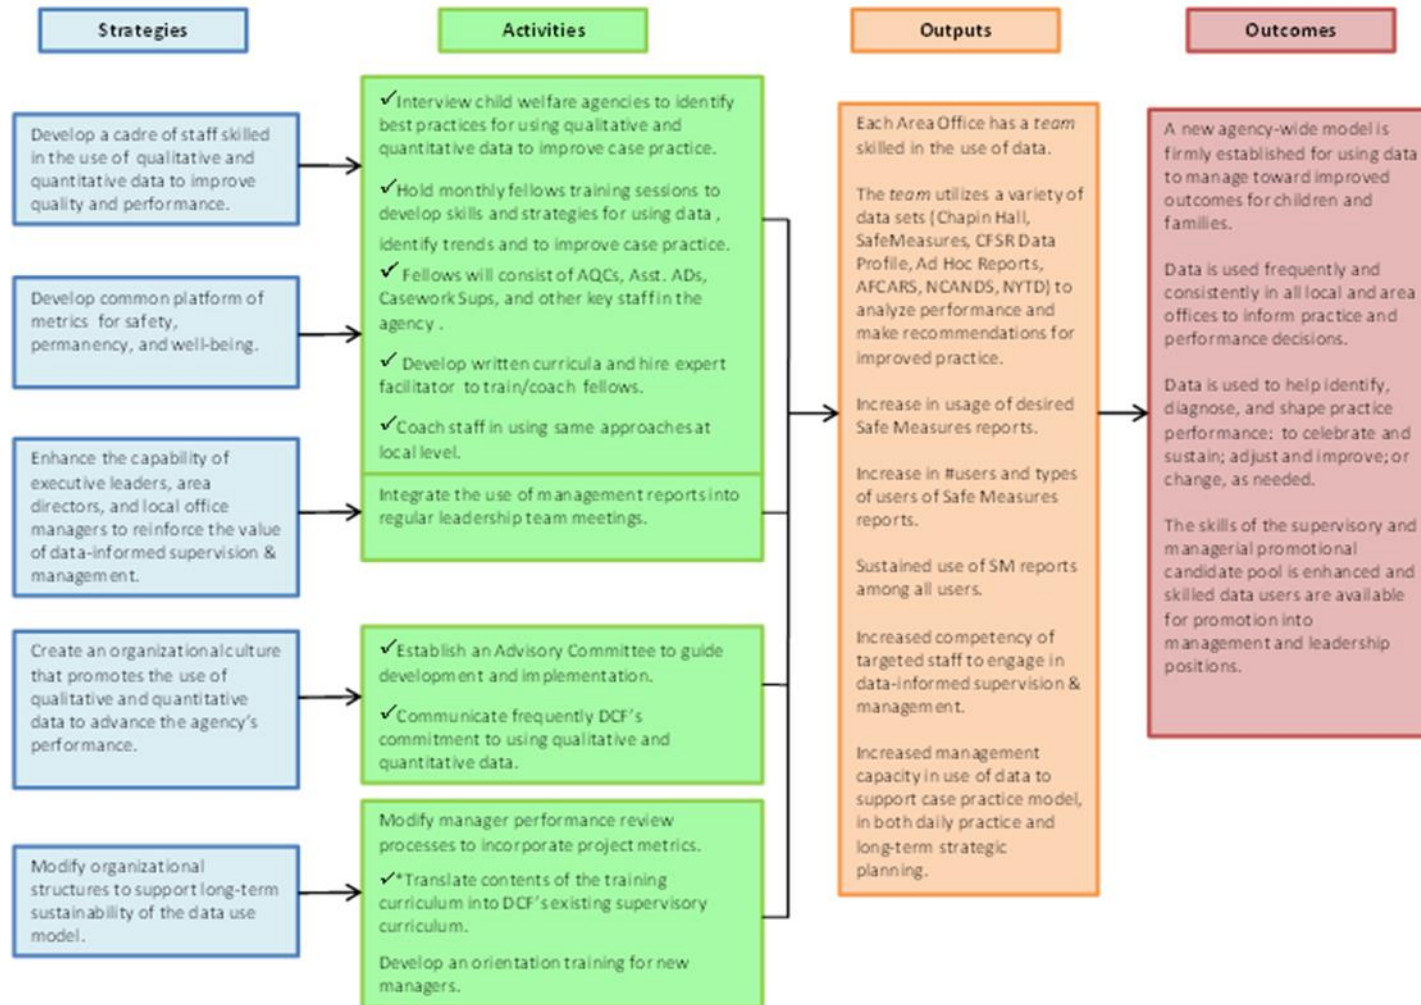 Strategies
Activities
Outputs
Outcomes
Develop a cadre of staff skilled
in the use of qualitative and
quantitative data to improve
quality and performance.
Develop common platform of
metrics for safety,
permanency, and well-being.
Enhance the capability of
executive leaders, area
directors, and local office
managers to reinforce the value
of data-informed supervision &
management.
Create an organizational culture
that promotes the use of
qualitative and quantitative
data to advance the agency's
performance.
Modify organizational
structures to support long-term
sustainability of the data use
model.
✓Interview child welfare agencies to identify
best practices for using qualitative and
quantitative data to improve case practice.
✓Hold monthly fellows training sessions to
develop skills and strategies for using data ,
identify trends and to improve case practice.
✓ Fellows will consist of AQCs, Asst. ADs,
Casework Sups, and other key staff in the
agency .
✓ Develop written curricula and hire expert
facilitator to train/coach fellows.
✓Coach staff in using same approaches at
local level.
Integrate the use of management reports into
regular leadership team meetings.
✓Establish an Advisory Committee to guide
development and implementation.
✓Communicate frequently DCF's
commitment to using qualitative and
quantitative data.
Modify manager performance review
processes to incorporate project metrics.
✓*Translate contents of the training
curriculum into DCF's existing supervisory
curriculum.
Develop an orientation training for new
managers.
Each Area Office has a team
skilled in the use of data.
The team utilizes a variety of
data sets (Chapin Hall,
SafeMeasures, CFSR Data
Profile, Ad Hoc Reports,
AFCARS, NCANDS, NYTD) to
analyze performance and
make recommendations for
improved practice.
Increase in usage of desired
Safe Measures reports.
Increase in #users and types
of users of Safe Measures
reports.
Sustained use of SM reports
among all users.
Increased competency of
targeted staff to engage in
data-informed supervision &
management.
Increased management
capacity in use of data to
support case practice model,
in both daily practice and
long-term strategic
planning.
A new agency-wide model is
firmly established for using data
to manage toward improved
outcomes for children and
families.
Data is used frequently and
consistently in all local and area
offices to inform practice and
performance decisions.
Data is used to help identify,
diagnose, and shape practice
performance: to celebrate and
sustain; adjust and improve; or
change, as needed.
The skills of the supervisory and
managerial promotional
candidate pool is enhanced and
skilled data users are available
for promotion into
management and leadership
positions.